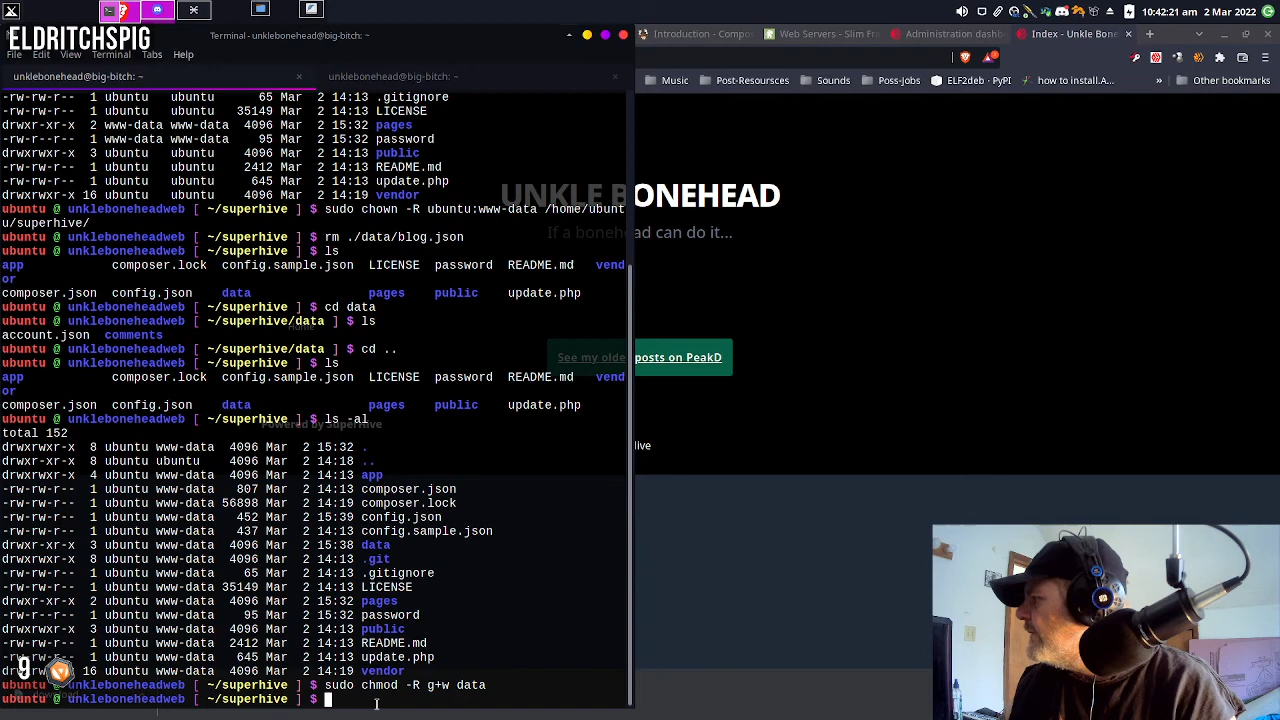 10:42:21 am 2 Mar 2022
ELDRITCHSPIG
Terminal - unklebonehead@big-bitch: ~
File Edit View Terminal Tabs Help
unklebonehead@big-bitch: ~ × unklebonehead@big-bitch: ~ ×
-rw-rw-r-- 1 ubuntu ubuntu 65 Mar 2 14:13 .gitignore
-rw-rw-r-- 1 ubuntu ubuntu 35149 Mar 2 14:13 LICENSE
drwxr-xr-x 2 www-data www-data 4096 Mar 2 15:32 pages
-rw-r--r-- 1 www-data www-data 95 Mar 2 15:32 password
drwxrwxr-x 3 ubuntu ubuntu 4096 Mar 2 14:13 public
-rw-rw-r-- 1 ubuntu ubuntu 2412 Mar 2 14:13 README.md
-rw-rw-r-- 1 ubuntu ubuntu 645 Mar 2 14:13 update.php
drwxrwxr-x 16 ubuntu ubuntu 4096 Mar 2 14:19 vendor
ubuntu @ unkleboneheadweb [ ~/superhive ] $ sudo chown -R ubuntu:www-data /home/ubunt
u/superhive/
ubuntu @ unkleboneheadweb [ ~/superhive ] $ rm ./data/blog.json
ubuntu @ unkleboneheadweb [ ~/superhive ] $ ls
app composer.lock config.sample.json LICENSE password README.md vend
or
composer.json config.json data pages public update.php
ubuntu @ unkleboneheadweb [ ~/superhive ] $ cd data
ubuntu @ unkleboneheadweb [ ~/superhive/data ] $ ls
account.json comments
ubuntu @ unkleboneheadweb [ ~/superhive/data ] $ cd ..
ubuntu @ unkleboneheadweb [ ~/superhive ] $ ls
app composer.lock config.sample.json LICENSE password README.md vend
or
composer.json config.json data pages public update.php
ubuntu @ unkleboneheadweb [ ~/superhive ] $ ls -al
total 152
drwxrwxr-x 8 ubuntu www-data 4096 Mar 2 15:32 .
drwxr-xr-x 8 ubuntu ubuntu 4096 Mar 2 14:18 ..
drwxrwxr-x 4 ubuntu www-data 4096 Mar 2 14:13 app
-rw-rw-r-- 1 ubuntu www-data 807 Mar 2 14:13 composer.json
-rw-rw-r-- 1 ubuntu www-data 56898 Mar 2 14:19 composer.lock
-rw-rw-r-- 1 ubuntu www-data 452 Mar 2 15:39 config.json
-rw-rw-r-- 1 ubuntu www-data 437 Mar 2 14:13 config.sample.json
drwxr-xr-x 3 ubuntu www-data 4096 Mar 2 15:38 data
drwxrwxr-x 8 ubuntu www-data 4096 Mar 2 14:13 .git
-rw-rw-r-- 1 ubuntu www-data 65 Mar 2 14:13 .gitignore
-rw-rw-r-- 1 ubuntu www-data 35149 Mar 2 14:13 LICENSE
drwxr-xr-x 2 ubuntu www-data 4096 Mar 2 15:32 pages
-rw-r--r-- 1 ubuntu www-data 95 Mar 2 15:32 password
drwxrwxr-x 3 ubuntu www-data 4096 Mar 2 14:13 public
-rw-rw-r-- 1 ubuntu www-data 2412 Mar 2 14:13 README.md
-rw-rw-r-- 1 ubuntu www-data 645 Mar 2 14:13 update.php
drwxrwxr-x 16 ubuntu www-data 4096 Mar 2 14:19 vendor
ubuntu @ unkleboneheadweb [ ~/superhive ] $ sudo chmod -R g+w data
ubuntu @ unkleboneheadweb [ ~/superhive ] $
9
Introduction - Compos Web Servers - Slim Fra Administration dashb Index - Unkle Bone
Music Post-Resoursces Sounds Poss-Jobs ELF2deb · PyPI how to install.A... » Other bookmarks
UNKLE BONEHEAD
If a bonehead can do it...
Home
See my older posts on PeakD
Powered by SuperHive
live